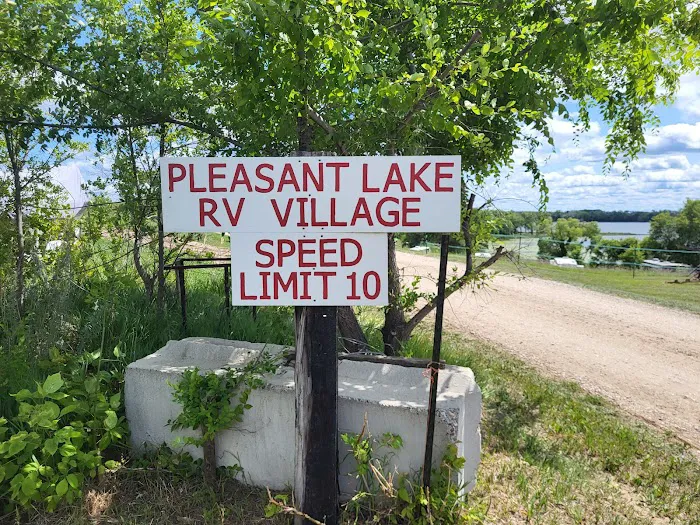 PLEASANT LAKE
RV VILLAGE
SPEED
LIMIT 10